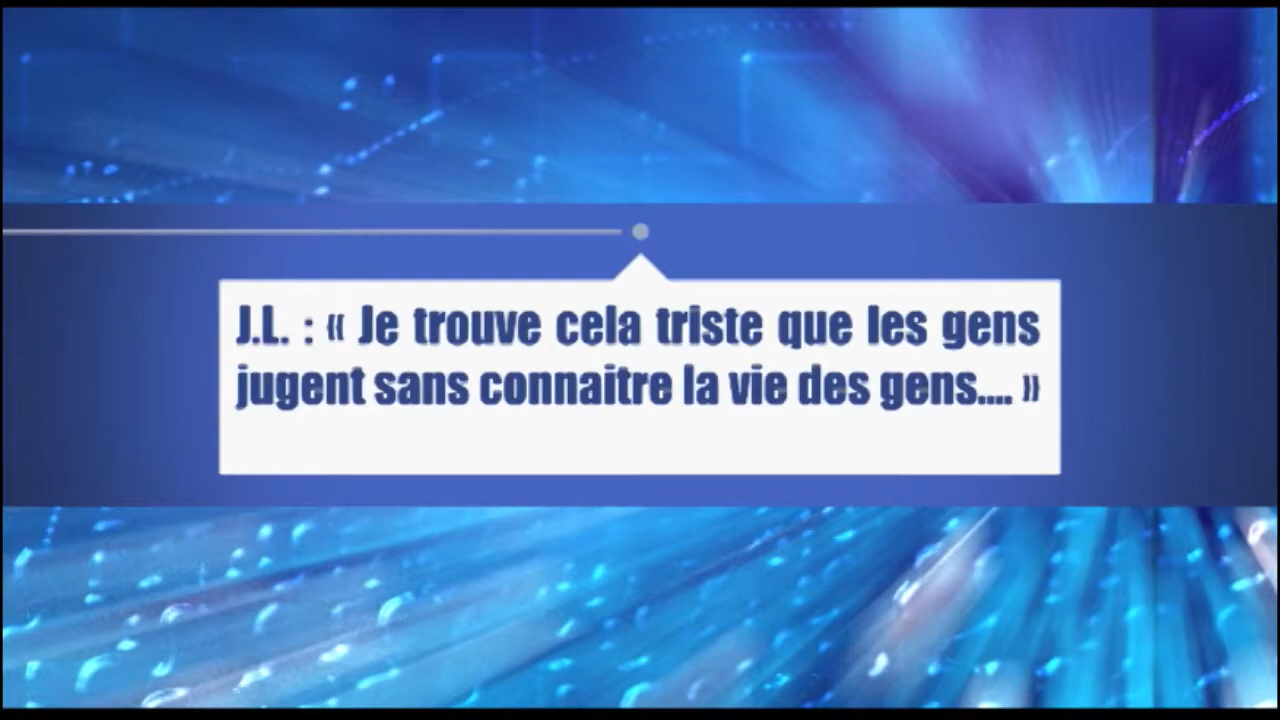 J.L. : « Je trouve cela triste que les gens
jugent sans connaitre la vie des gens.... »